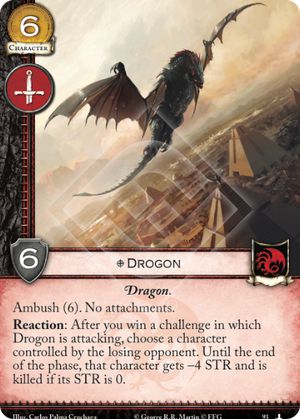 6
CHARACTER
6
DROGON
Dragon.
Ambush (6). No attachments.
Reaction: After you win a challenge in which
Drogon is attacking, choose a character
controlled by the losing opponent. Until the end
of the phase, that character gets –4 STR and is
killed if its STR is 0.
Illus. Carlos Palma Cruchaga © George R.R. Martin © FFG 93